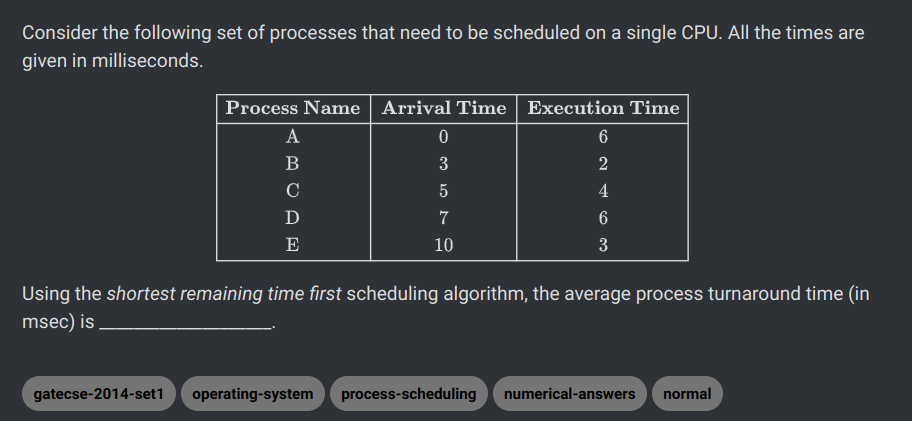 Consider the following set of processes that need to be scheduled on a single CPU. All the times are
given in milliseconds.
Process Name Arrival Time Execution Time
A 0 6
B 3 2
C 5 4
D 7 6
E 10 3
Using the shortest remaining time first scheduling algorithm, the average process turnaround time (in
msec) is ____________________.
gatecse-2014-set1 operating-system process-scheduling numerical-answers normal